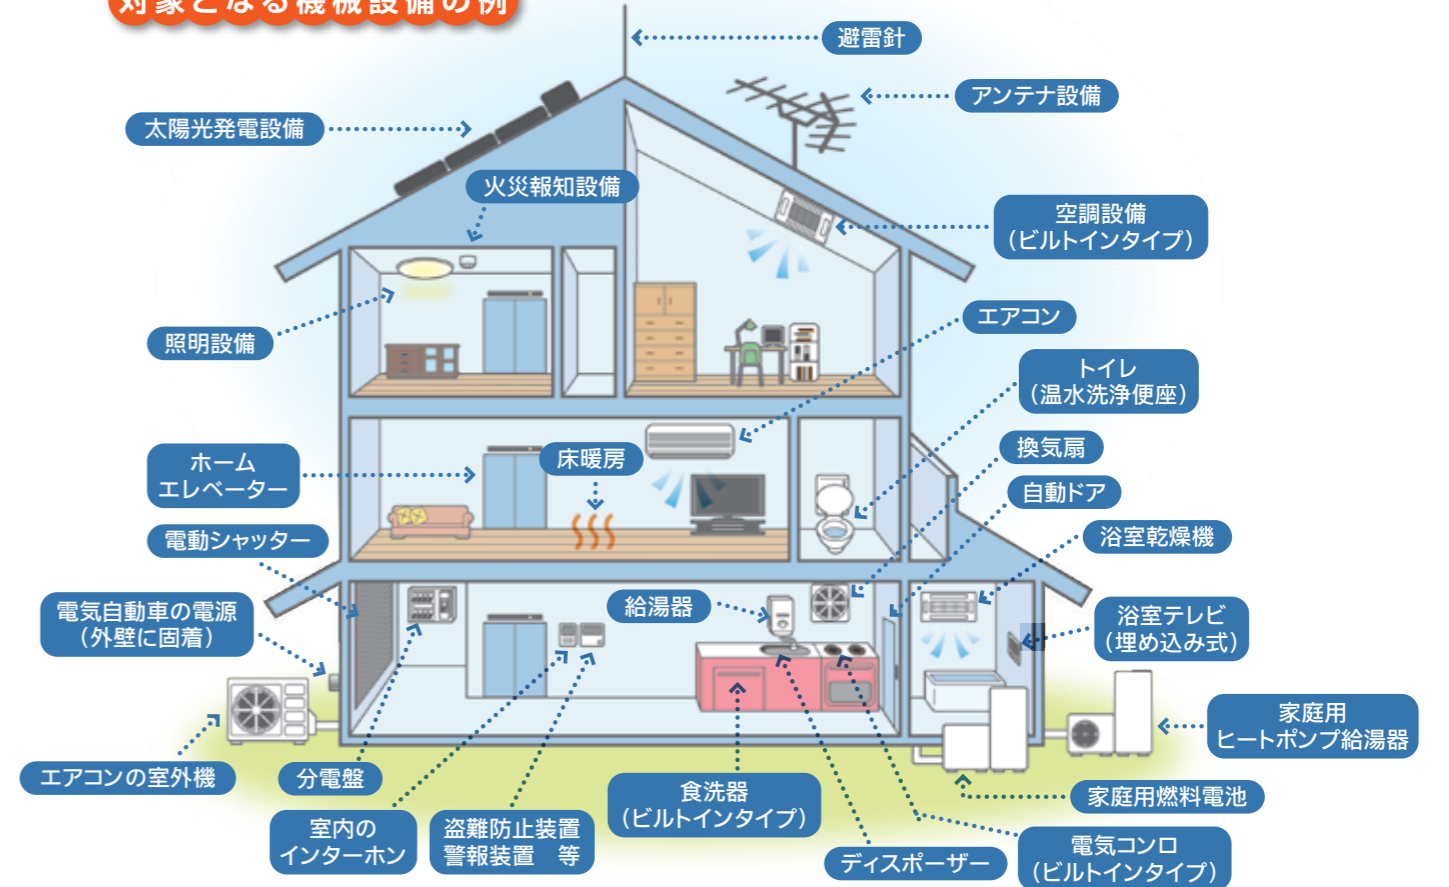 対象となる機械設備の例
避雷針
アンテナ設備
太陽光発電設備
火災報知設備
空調設備
（ビルトインタイプ）
エアコン
照明設備
トイレ
（温水洗浄便座）
換気扇
ホーム
エレベーター
床暖房
自動ドア
電動シャッター
浴室乾燥機
電気自動車の電源
（外壁に固着）
給湯器
浴室テレビ
（埋め込み式）
家庭用
ヒートポンプ給湯器
エアコンの室外機
分電盤
食洗器
（ビルトインタイプ）
家庭用燃料電池
室内の
インターホン
盗難防止装置
警報装置　等
電気コンロ
（ビルトインタイプ）
ディスポーザー